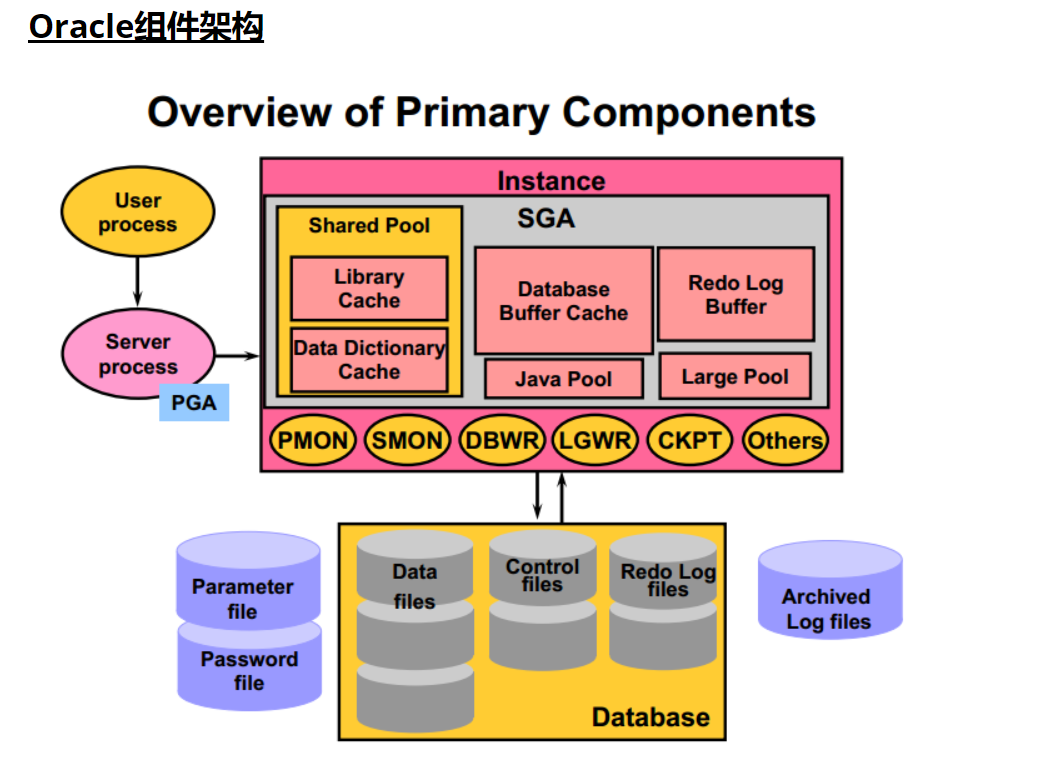 Oracle组件架构
Overview of Primary Components
User
process
Server
process
PGA
Instance
SGA
Shared Pool
Library
Cache
Data Dictionary
Cache
Database
Buffer Cache
Redo Log
Buffer
Java Pool
Large Pool
PMON
SMON
DBWR
LGWR
CKPT
Others
Parameter
file
Password
file
Data
files
Control
files
Redo Log
files
Database
Archived
Log files